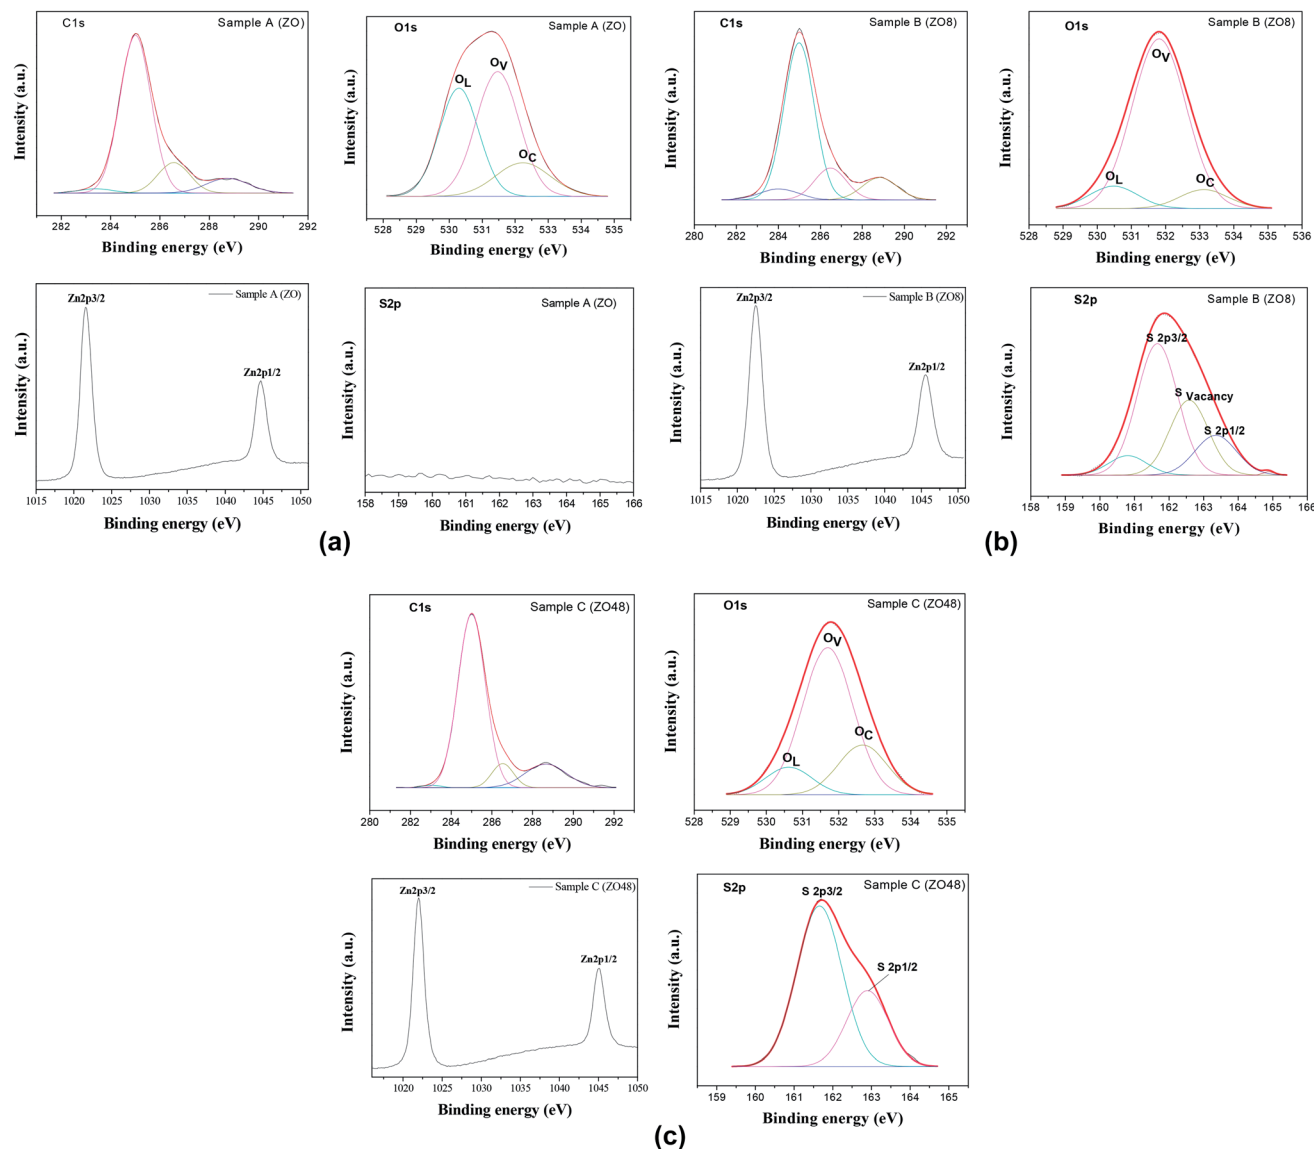 C1s
Sample A (ZO)
Intensity (a.u.)
282 284 286 288 290 292
Binding energy (eV)
O1s
Sample A (ZO)
OL
OV
OC
Intensity (a.u.)
528 529 530 531 532 533 534 535
Binding energy (eV)
C1s
Sample B (ZO8)
Intensity (a.u.)
280 282 284 286 288 290 292
Binding energy (eV)
O1s
Sample B (ZO8)
OV
OL
OC
Intensity (a.u.)
528 529 530 531 532 533 534 535 536
Binding energy (eV)
Zn2p3/2
Sample A (ZO)
Zn2p1/2
Intensity (a.u.)
1015 1020 1025 1030 1035 1040 1045 1050
Binding energy (eV)
S2p
Sample A (ZO)
Intensity (a.u.)
158 159 160 161 162 163 164 165 166
Binding energy (eV)
(a)
Zn2p3/2
Sample B (ZO8)
Zn2p1/2
Intensity (a.u.)
1015 1020 1025 1030 1035 1040 1045 1050
Binding energy (eV)
S2p
Sample B (ZO8)
S 2p3/2
S Vacancy
S 2p1/2
Intensity (a.u.)
158 159 160 161 162 163 164 165 166
Binding energy (eV)
(b)
C1s
Sample C (ZO48)
Intensity (a.u.)
280 282 284 286 288 290 292
Binding energy (eV)
O1s
Sample C (ZO48)
OV
OC
OL
Intensity (a.u.)
528 529 530 531 532 533 534 535
Binding energy (eV)
Zn2p3/2
Sample C (ZO48)
Zn2p1/2
Intensity (a.u.)
1020 1025 1030 1035 1040 1045 1050
Binding energy (eV)
S2p
S 2p3/2
Sample C (ZO48)
S 2p1/2
Intensity (a.u.)
159 160 161 162 163 164 165
Binding energy (eV)
(c)